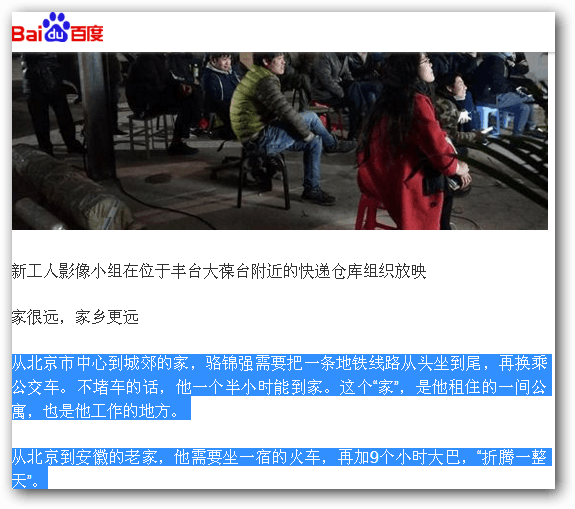 Bai du 百度
新工人影像小组在位于丰台大葆台附近的快递仓库组织放映
家很远，家乡更远
从北京市中心到城郊的家，骆锦强需要把一条地铁线路从头坐到尾，再换乘
公交车。不堵车的话，他一个半小时能到家。这个“家”，是他租住的一间公
寓，也是他工作的地方。
从北京到安徽的老家，他需要坐一宿的火车，再加9个小时大巴，“折腾一整
天”。